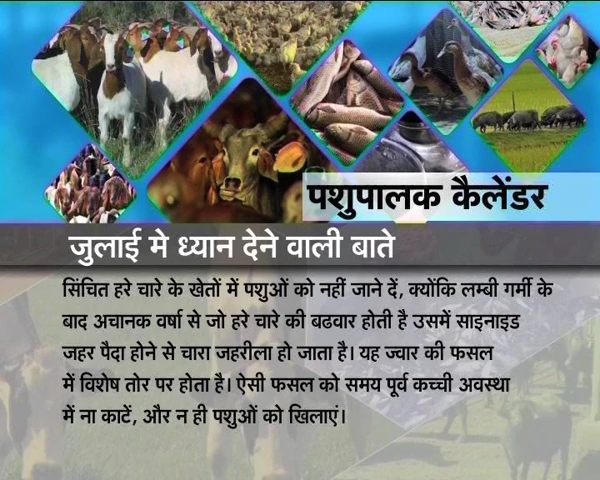 पशुपालक कैलेंडर
जुलाई मे ध्यान देने वाली बाते
सिंचित हरे चारे के खेतों में पशुओं को नहीं जाने दें, क्योंकि लम्बी गर्मी के
बाद अचानक वर्षा से जो हरे चारे की बढवार होती है उसमें साइनाइड
जहर पैदा होने से चारा जहरीला हो जाता है। यह ज्वार की फसल
में विशेष तोर पर होता है। ऐसी फसल को समय पूर्व कच्ची अवस्था
में ना काटें, और न ही पशुओं को खिलाएं।